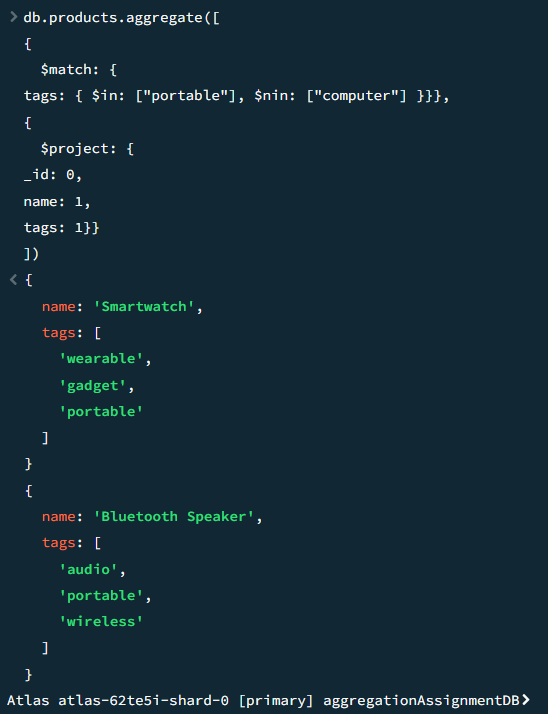 > db.products.aggregate([
{
$match: {
tags: { $in: ["portable"], $nin: ["computer"] }}},
{
$project: {
_id: 0,
name: 1,
tags: 1}}
])
< {
name: 'Smartwatch',
tags: [
'wearable',
'gadget',
'portable'
]
}
{
name: 'Bluetooth Speaker',
tags: [
'audio',
'portable',
'wireless'
]
}
Atlas atlas-62te5i-shard-0 [primary] aggregationAssignmentDB>